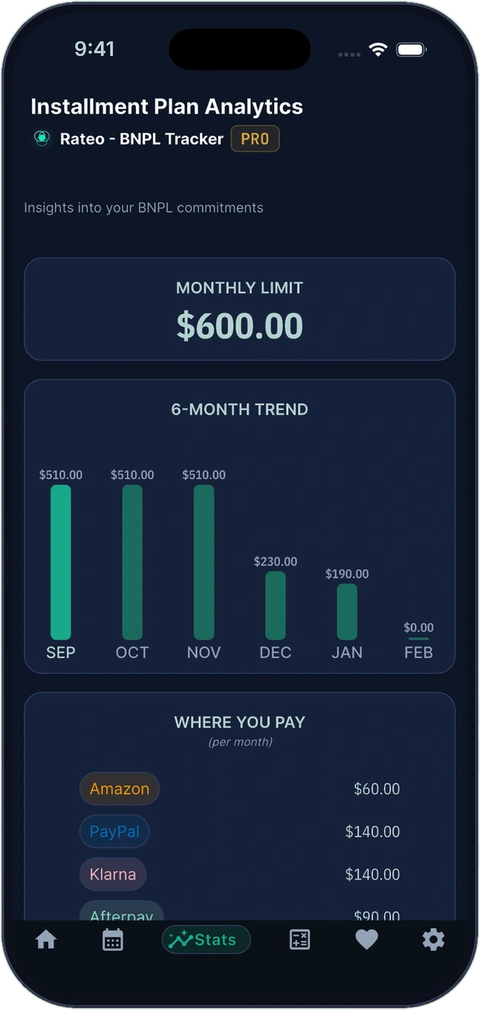 9:41
Installment Plan Analytics
Rateo - BNPL Tracker PRO
Insights into your BNPL commitments
MONTHLY LIMIT
$600.00
6-MONTH TREND
$510.00 $510.00 $510.00 $230.00 $190.00 $0.00
SEP OCT NOV DEC JAN FEB
WHERE YOU PAY
(per month)
Amazon $60.00
PayPal $140.00
Klarna $140.00
Afterpay $90.00
Stats